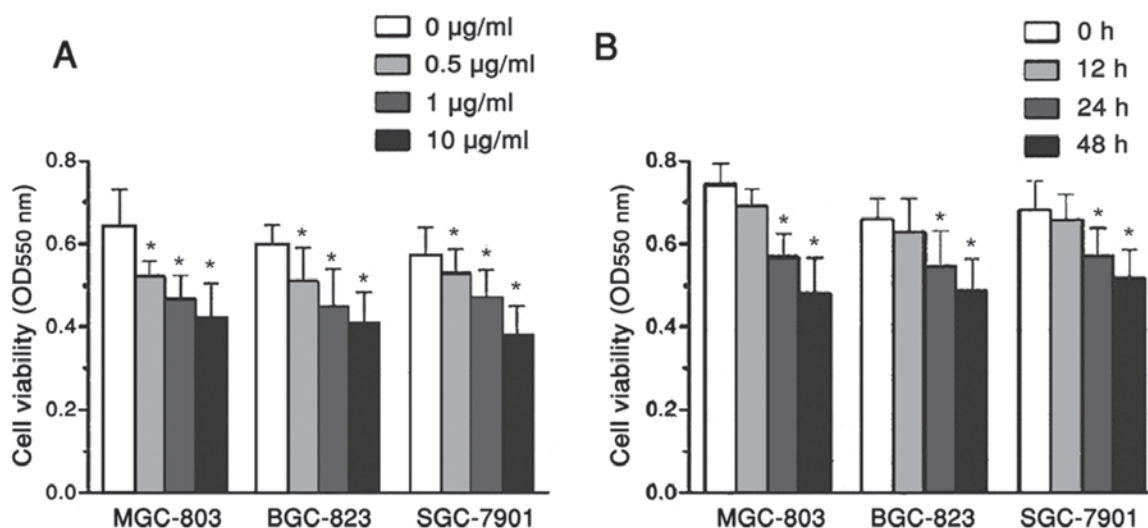 A
0 µg/ml
0.5 µg/ml
1 µg/ml
10 µg/ml
Cell viability (OD550 nm)
0.8
0.6
0.4
0.2
0.0
* * *
* * *
* * *
MGC-803 BGC-823 SGC-7901
B
0 h
12 h
24 h
48 h
Cell viability (OD550 nm)
0.8
0.6
0.4
0.2
0.0
* *
* *
* *
MGC-803 BGC-823 SGC-7901